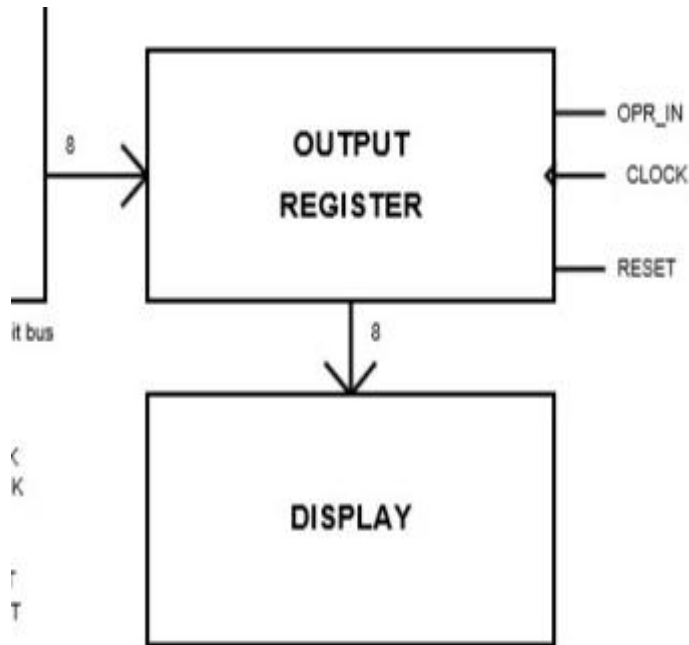 8
OUTPUT
REGISTER
OPR_IN
CLOCK
RESET
it bus
8
K
K
DISPLAY
T
T